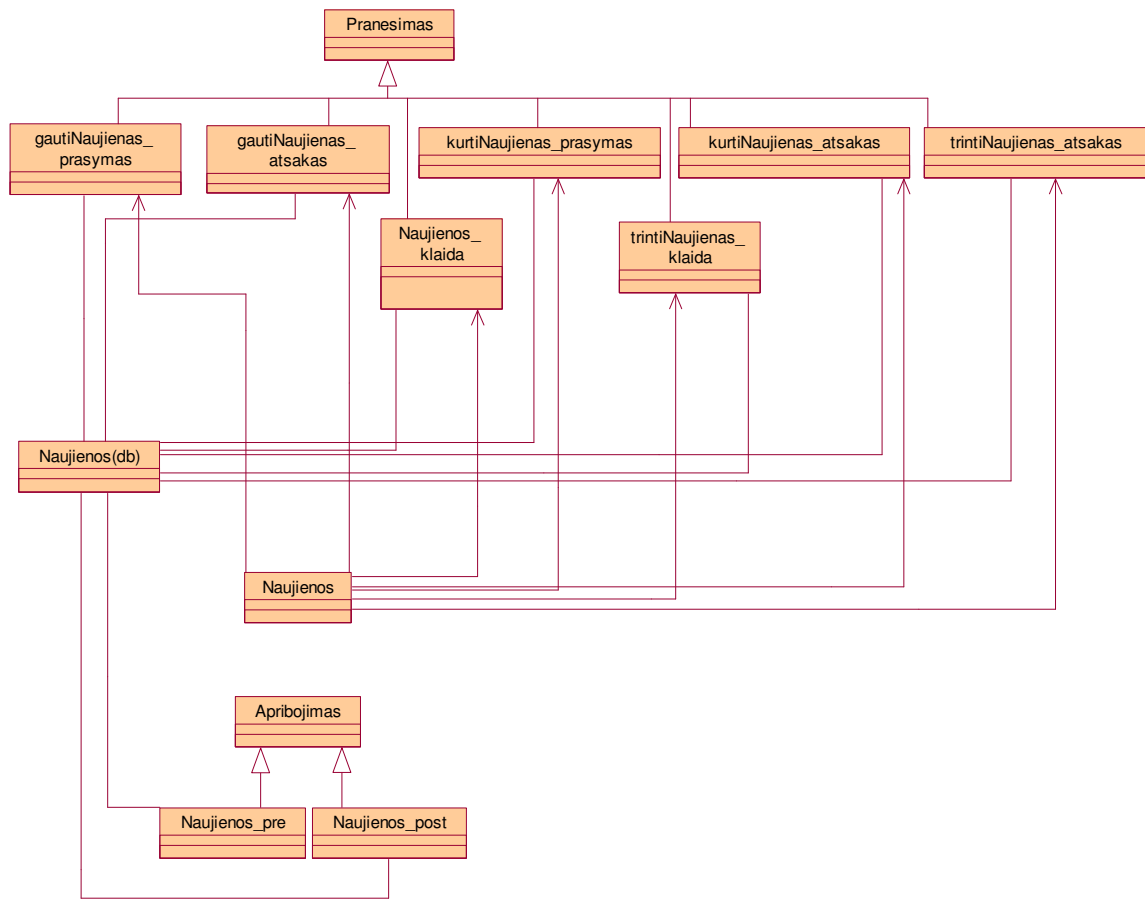 Pranesimas
gautiNaujienas_
prasymas
gautiNaujienas_
atsakas
kurtiNaujienas_prasymas
kurtiNaujienas_atsakas
trintiNaujienas_atsakas
Naujienos_
klaida
trintiNaujienas_
klaida
Naujienos(db)
Naujienos
Apribojimas
Naujienos_pre
Naujienos_post